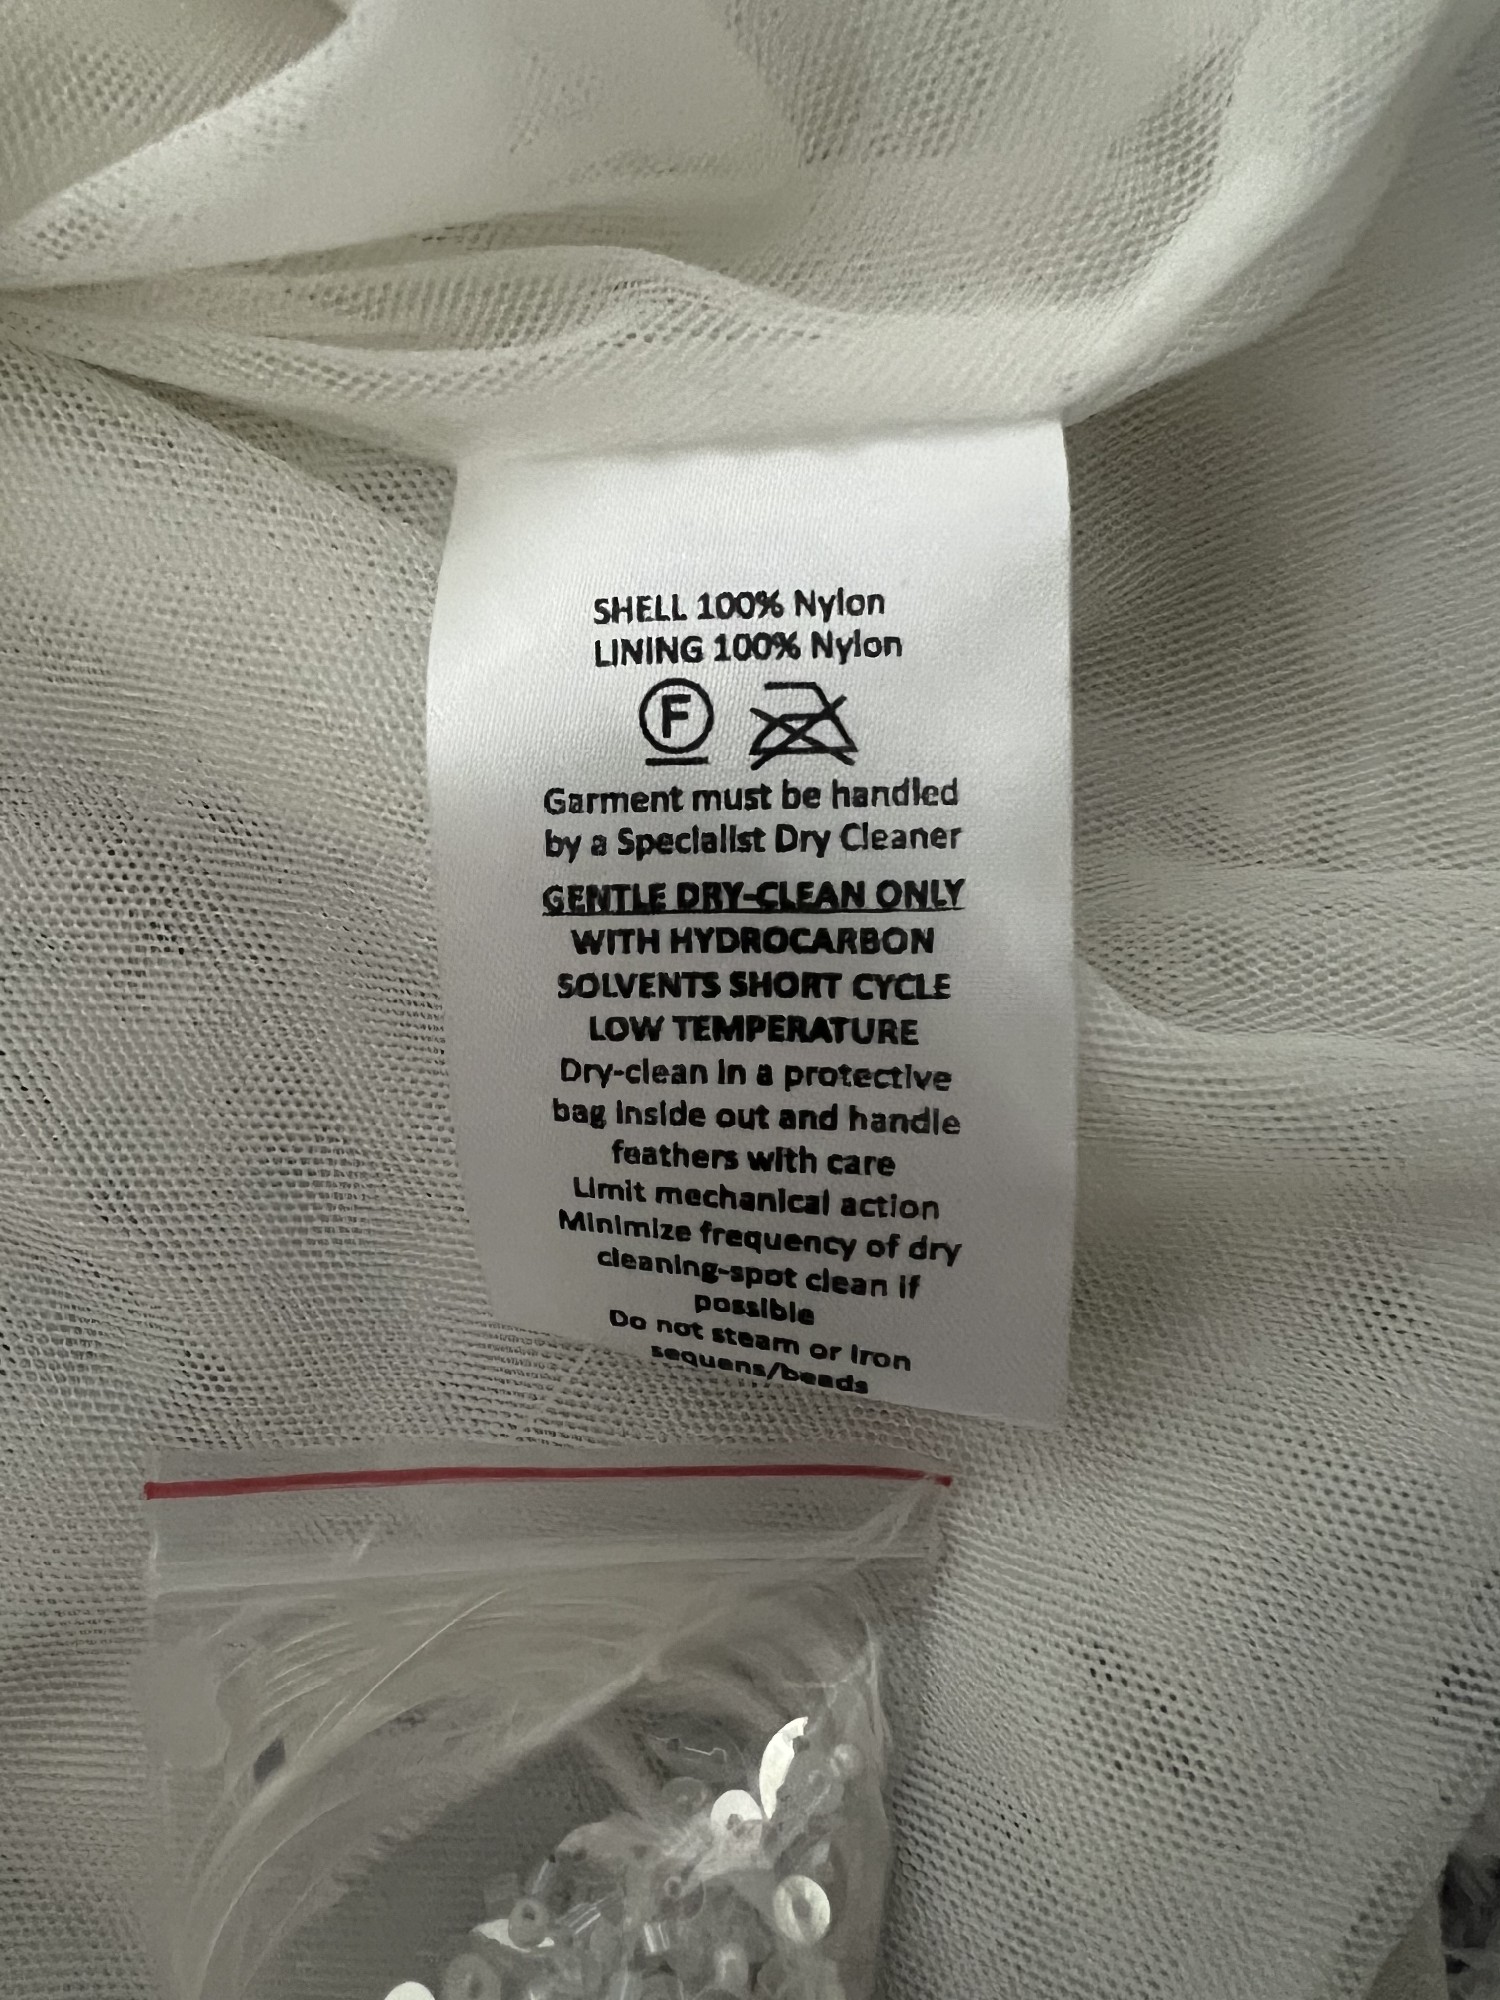 SHELL 100% Nylon
LINING 100% Nylon
F
Garment must be handled
by a Specialist Dry Cleaner
GENTLE DRY-CLEAN ONLY
WITH HYDROCARBON
SOLVENTS SHORT CYCLE
LOW TEMPERATURE
Dry-clean in a protective
bag inside out and handle
feathers with care
Limit mechanical action
Minimize frequency of dry
cleaning-spot clean if
possible
Do not steam or iron
sequens/beads